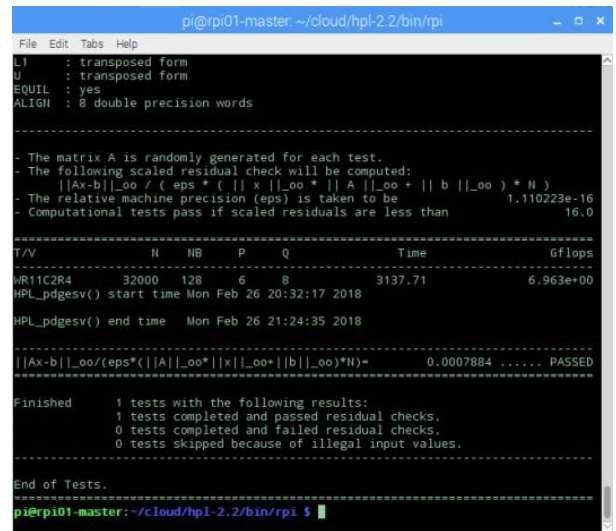 pi@rpi01-master: ~/cloud/hpl-2.2/bin/rpi
File Edit Tabs Help
L1 : transposed form
U : transposed form
EQUIL : yes
ALIGN : 8 double precision words
--------------------------------------------------------------------------------
- The matrix A is randomly generated for each test.
- The following scaled residual check will be computed:
||Ax-b||_oo / ( eps * ( || x ||_oo * || A ||_oo + || b ||_oo ) * N )
- The relative machine precision (eps) is taken to be 1.110223e-16
- Computational tests pass if scaled residuals are less than 16.0
================================================================================
T/V N NB P Q Time Gflops
--------------------------------------------------------------------------------
WR11C2R4 32000 128 6 8 3137.71 6.963e+00
HPL_pdgesv() start time Mon Feb 26 20:32:17 2018
HPL_pdgesv() end time Mon Feb 26 21:24:35 2018
--------------------------------------------------------------------------------
||Ax-b||_oo/(eps*(||A||_oo*||x||_oo+||b||_oo)*N)= 0.0007884 ...... PASSED
================================================================================
Finished 1 tests with the following results:
1 tests completed and passed residual checks,
0 tests completed and failed residual checks,
0 tests skipped because of illegal input values.
--------------------------------------------------------------------------------
End of Tests.
================================================================================
pi@rpi01-master:~/cloud/hpl-2.2/bin/rpi $